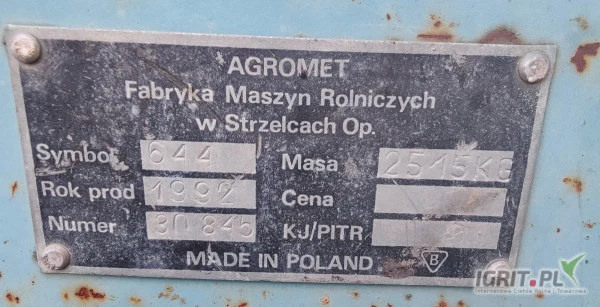 AGROMET
Fabryka Maszyn Rolniczych
w Strzelcach Op.
Symbol 644 Masa 2515KG
Rok prod 1992 Cena
Numer 30845 KJ/PITR
MADE IN POLAND B
IGRIT.PL